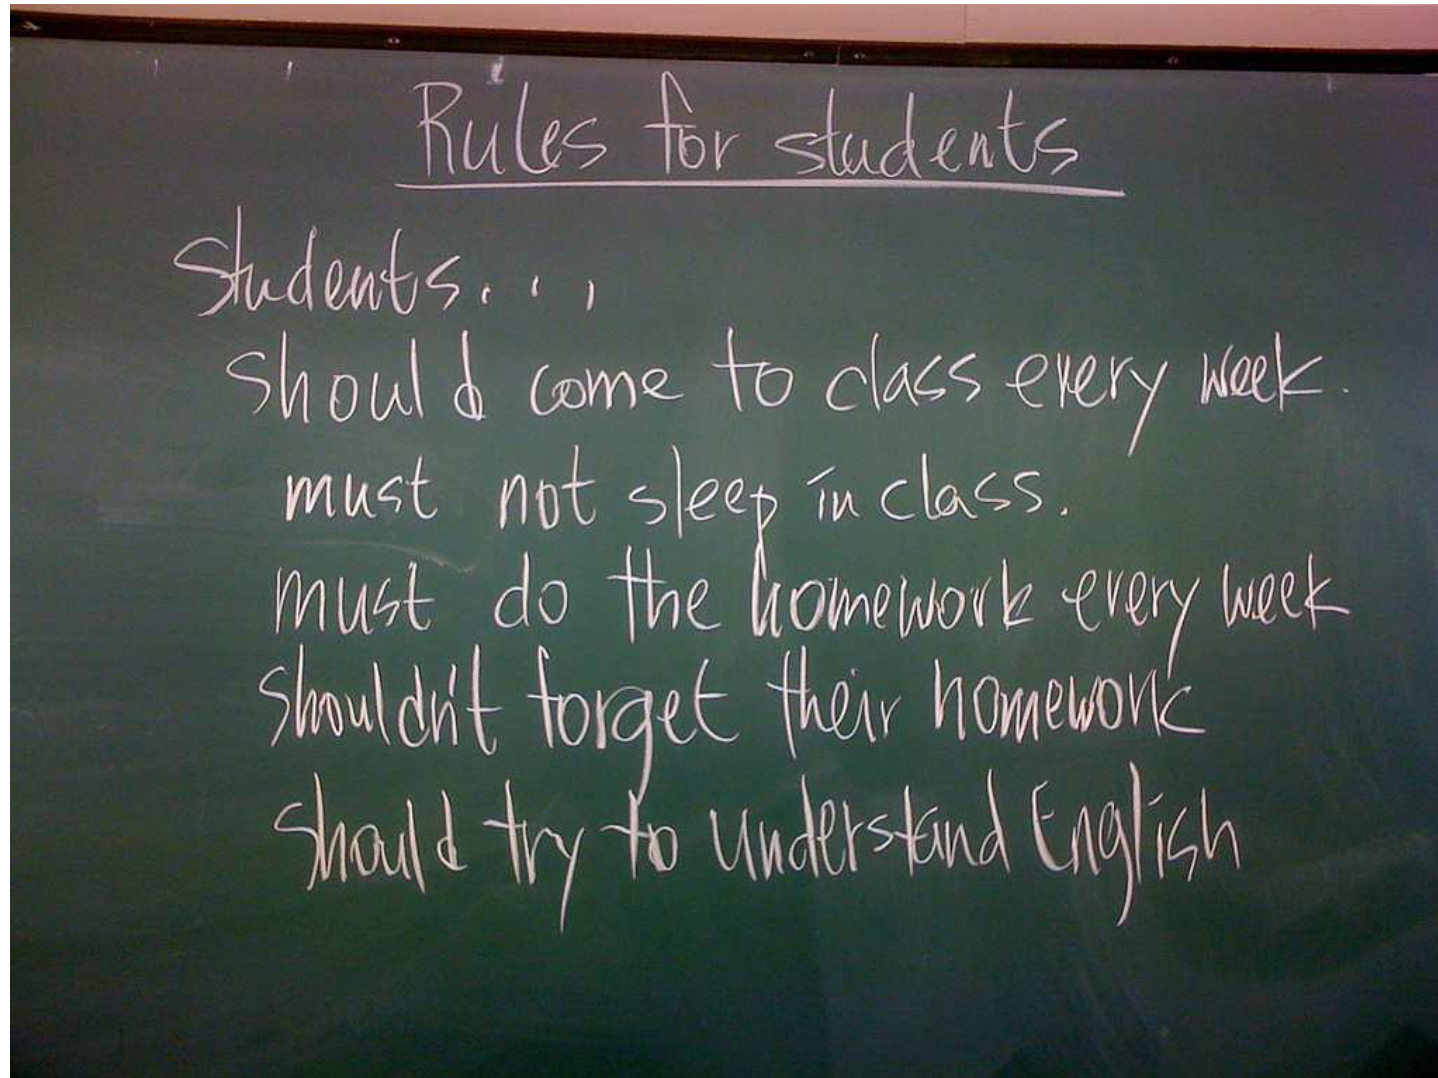 Rules for students
Students...
should come to class every week.
must not sleep in class.
must do the homework every week
shouldn't forget their homework
should try to understand English